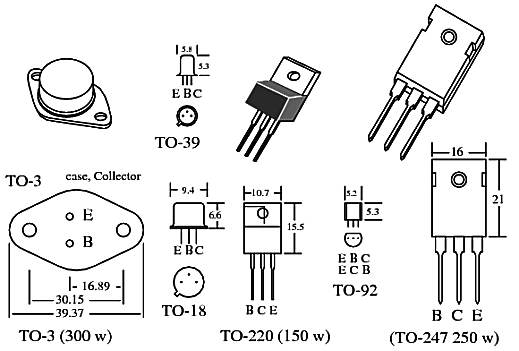 5.8
5.3
E B C
TO-39
TO-3
case, Collector
E
B
16.89
30.15
39.37
TO-3 (300 w)
9.4
6.6
E B C
TO-18
10.7
15.5
B C E
TO-220 (150 w)
5.2
5.3
E B C
E C B
TO-92
16
21
B C E
(TO-247 250 w)